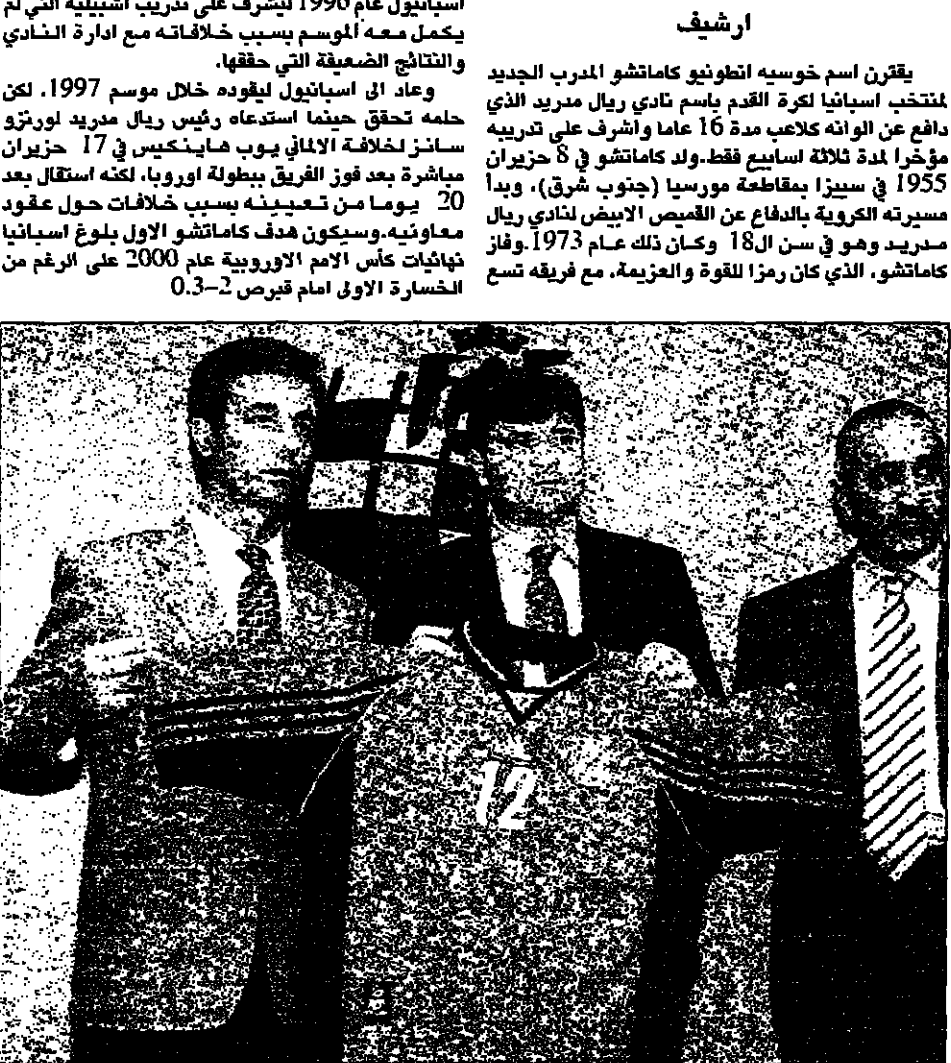 ارشيف
يقترن اسم خوسيه انطونيو كاماتشو المدرب الجديد
لمنتخب اسبانيا لكرة القدم باسم نادي ريال مدريد الذي
دافع عن الوانه كلاعب مدة 16 عاما واشرف على تدريبه
مؤخرا لمدة ثلاثة اسابيع فقط.ولد كاماتشو في 8 حزيران
1955 في سييزا بمقاطعة مورسيا (جنوب شرق)، وبدأ
مسيرته الكروية بالدفاع عن القميص الابيض لنادي ريال
مدريد وهو في سن ال18 وكان ذلك عام 1973.وفاز
كاماتشو، الذي كان رمزا للقوة والعزيمة، مع فريقه تسع
اسبانيول عام 1996 ليشرف على تدريب اشبيلية التي لم
يكمل معه الموسم بسبب خلافاته مع ادارة النادي
والنتائج الضعيفة التي حققها.
وعاد الى اسبانيول ليقوده خلال موسم 1997، لكن
حلمه تحقق حينما استدعاه رئيس ريال مدريد لورنزو
سانز لخلافة الالماني يوب هاينكيس في 17 حزيران
مباشرة بعد فوز الفريق ببطولة اوروبا، لكنه استقال بعد
20 يوما من تعيينه بسبب خلافات حول عقود
معاونيه.وسيكون هدف كاماتشو الاول بلوغ اسبانيا
نهائيات كأس الامم الاوروبية عام 2000 على الرغم من
الخسارة الاولى امام قبرص 2–0.3
12